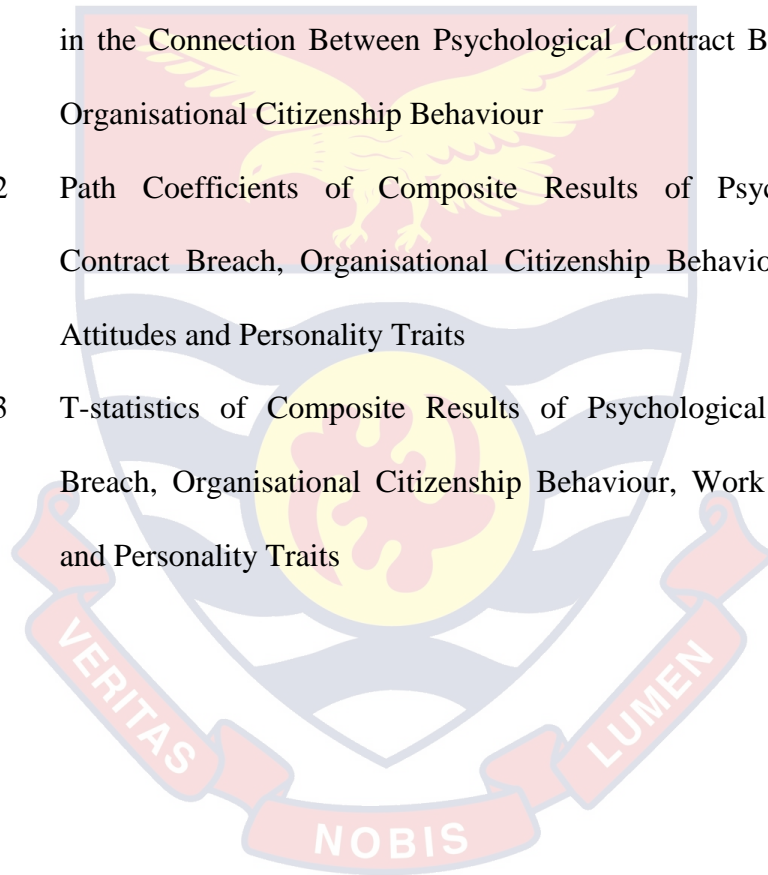 in the Connection Between Psychological Contract B
Organisational Citizenship Behaviour
2 Path Coefficients of Composite Results of Psyc
Contract Breach, Organisational Citizenship Behavio
Attitudes and Personality Traits
3 T-statistics of Composite Results of Psychological
Breach, Organisational Citizenship Behaviour, Work
and Personality Traits
VERITAS
NOBIS
LUMEN